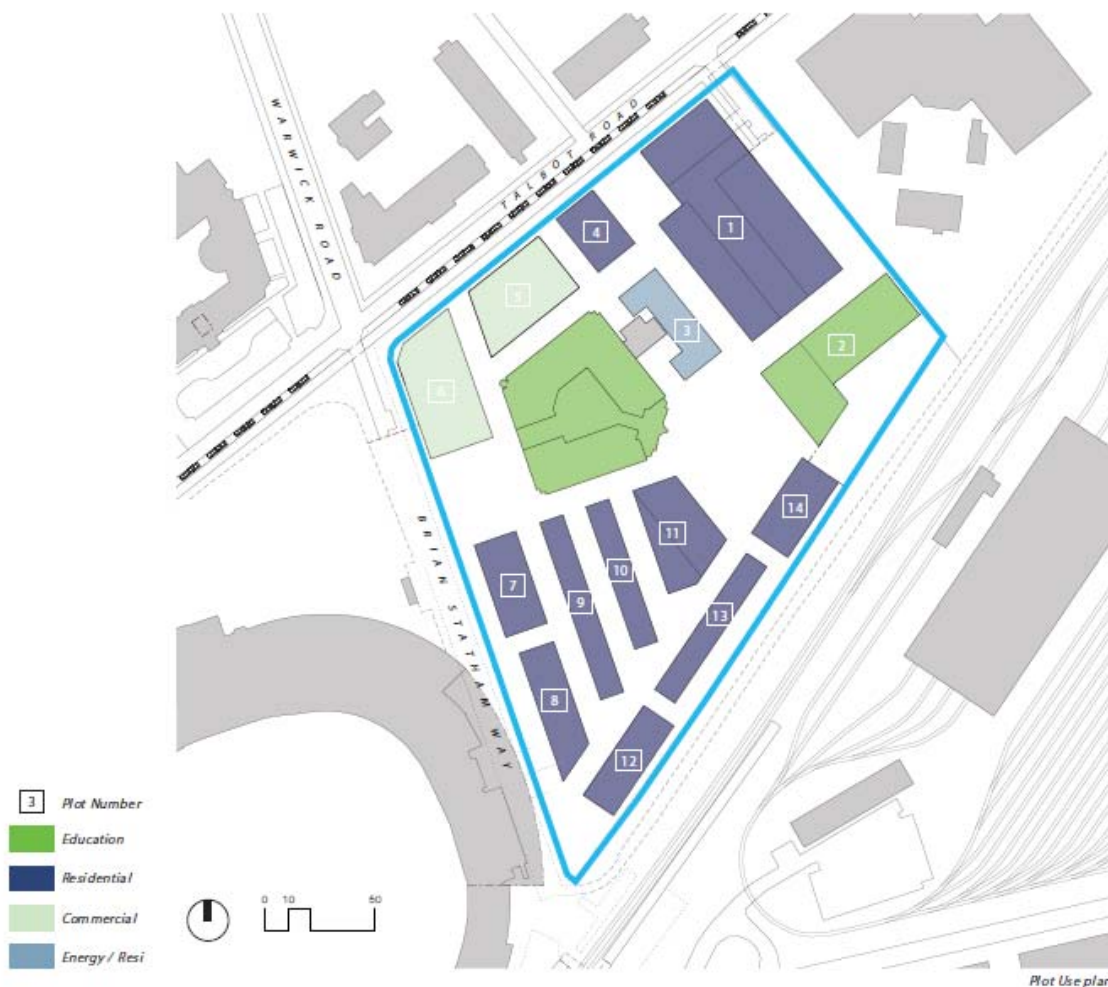 TALBOT ROAD
WARWICK ROAD
1
4
5
3
2
6
14
11
10
7
9
13
8
12
BRIAN STATHAM WAY
3 Plot Number
Education
Residential
Commercial
Energy / Resi
0 10 50
Plot Use plan